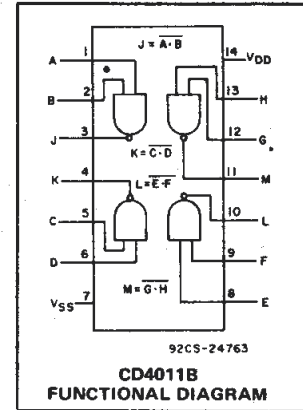 J = A·B
A 1
14 VDD
B 2
13 H
J 3
12 G
K = C·D
11 M
K 4
L = E·F
10 L
C 5
D 6
9 F
M = G·H
VSS 7
8 E
92CS-24763
CD4011B
FUNCTIONAL DIAGRAM